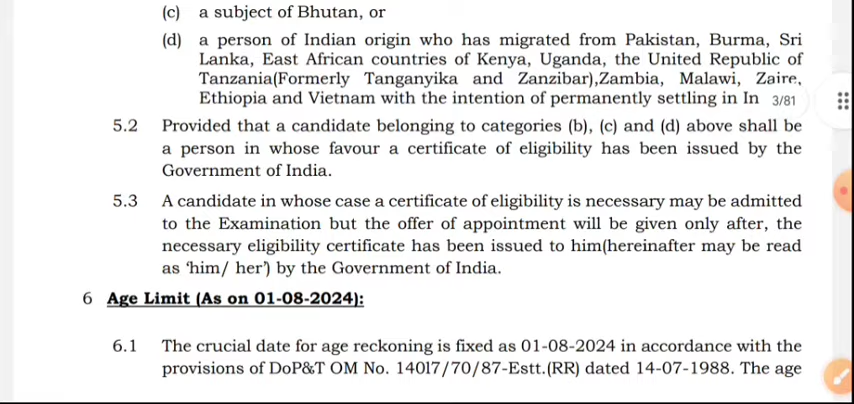 (c) a subject of Bhutan, or
(d) a person of Indian origin who has migrated from Pakistan, Burma, Sri
Lanka, East African countries of Kenya, Uganda, the United Republic of
Tanzania(Formerly Tanganyika and Zanzibar),Zambia, Malawi, Zaire,
Ethiopia and Vietnam with the intention of permanently settling in In 3/81
5.2 Provided that a candidate belonging to categories (b), (c) and (d) above shall be
a person in whose favour a certificate of eligibility has been issued by the
Government of India.
5.3 A candidate in whose case a certificate of eligibility is necessary may be admitted
to the Examination but the offer of appointment will be given only after, the
necessary eligibility certificate has been issued to him(hereinafter may be read
as ‘him/ her’) by the Government of India.
6 Age Limit (As on 01-08-2024):
6.1 The crucial date for age reckoning is fixed as 01-08-2024 in accordance with the
provisions of DoP&T OM No. 14017/70/87-Estt.(RR) dated 14-07-1988. The age